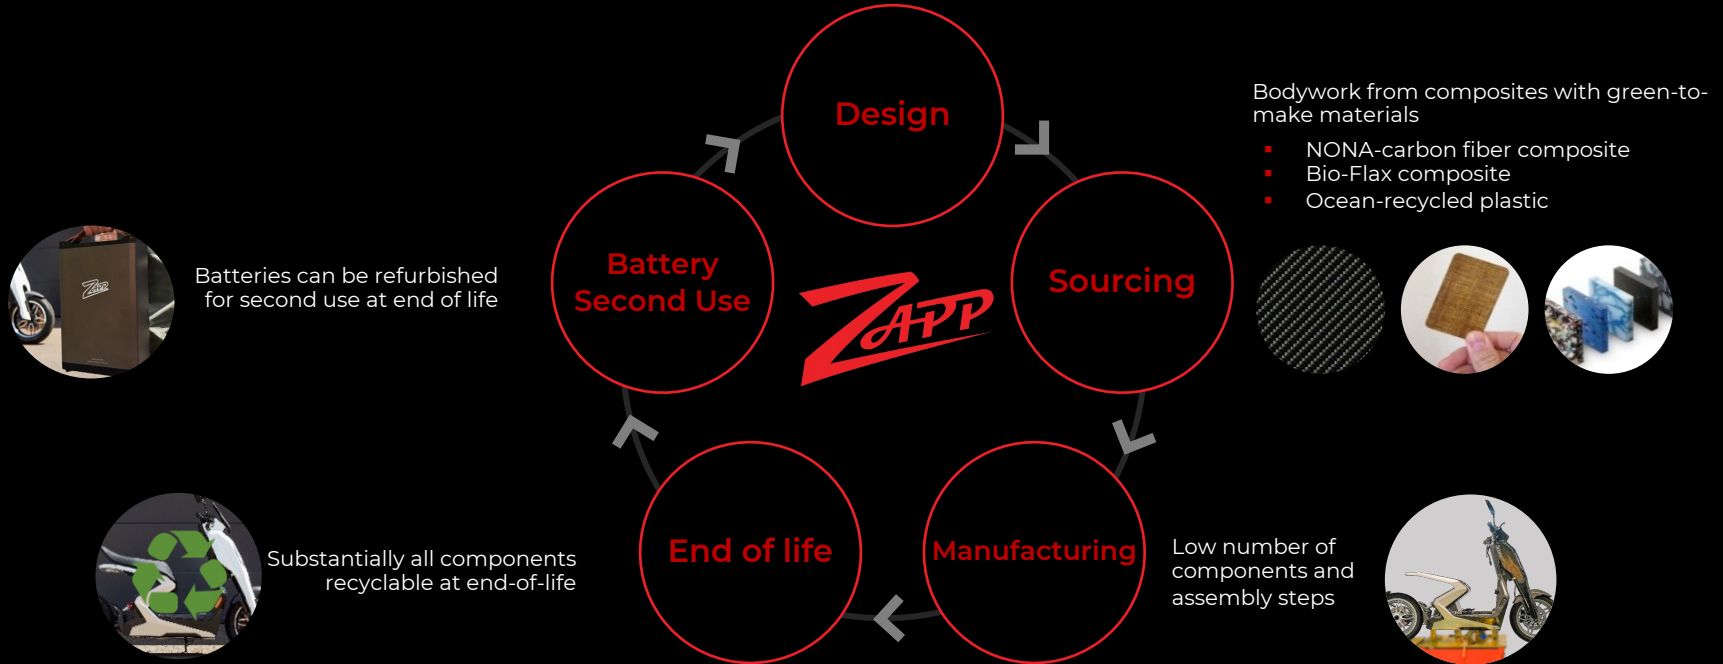 Design
Bodywork from composites with green-to-
make materials
▪ NONA-carbon fiber composite
▪ Bio-Flax composite
▪ Ocean-recycled plastic
Battery
Second Use
Sourcing
ZAPP
ZAPP
Batteries can be refurbished
for second use at end of life
End of life
Manufacturing
Substantially all components
recyclable at end-of-life
Low number of
components and
assembly steps